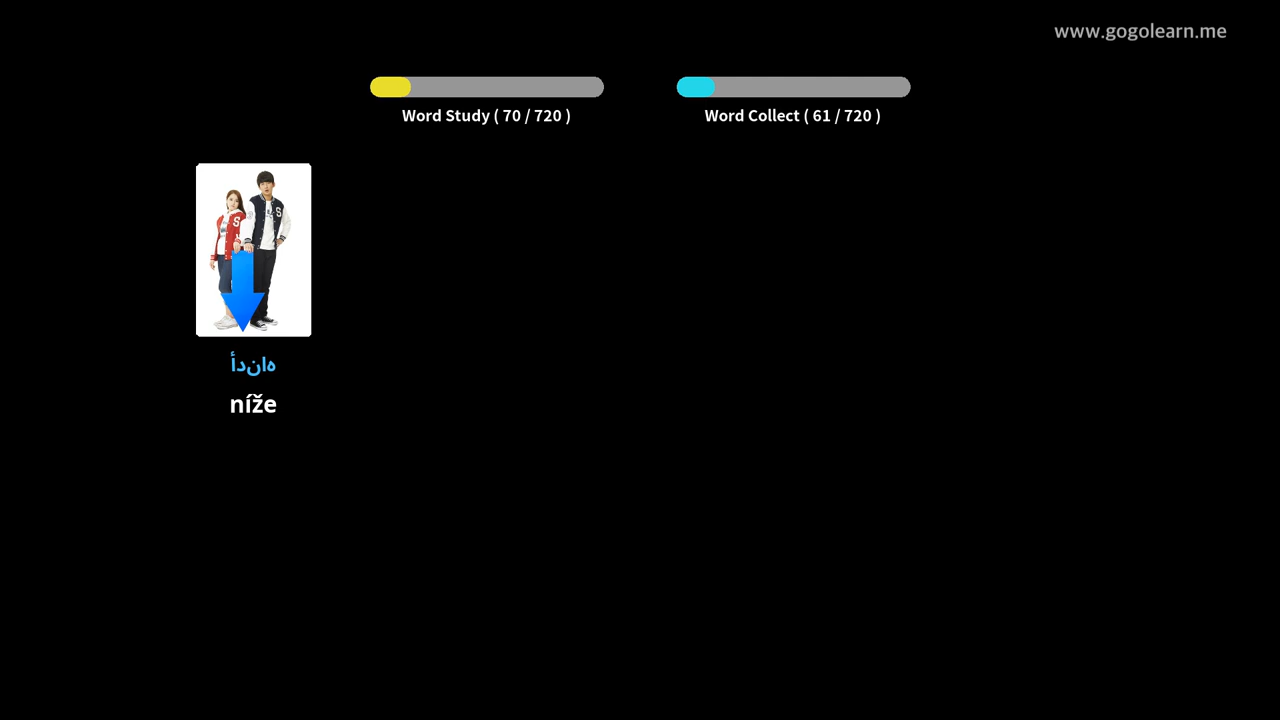 www.gogolearn.me
Word Study ( 70 / 720 )
Word Collect ( 61 / 720 )
S
S
أدناه
níže